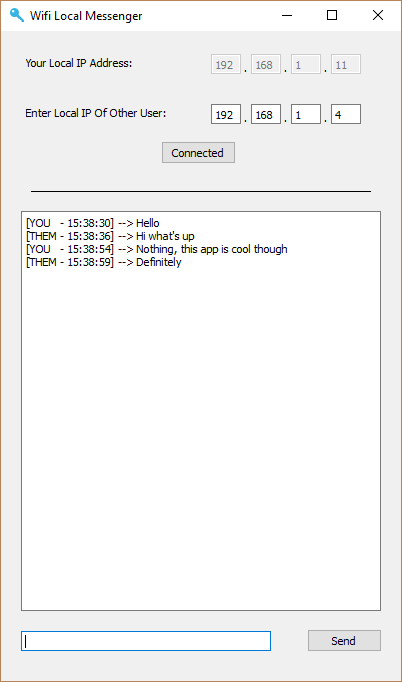 Wifi Local Messenger
Your Local IP Address: 192 . 168 . 1 . 11
Enter Local IP Of Other User: 192 . 168 . 1 . 4
Connected
[YOU   - 15:38:30] --> Hello
[THEM - 15:38:36] --> Hi what's up
[YOU   - 15:38:54] --> Nothing, this app is cool though
[THEM - 15:38:59] --> Definitely
Send